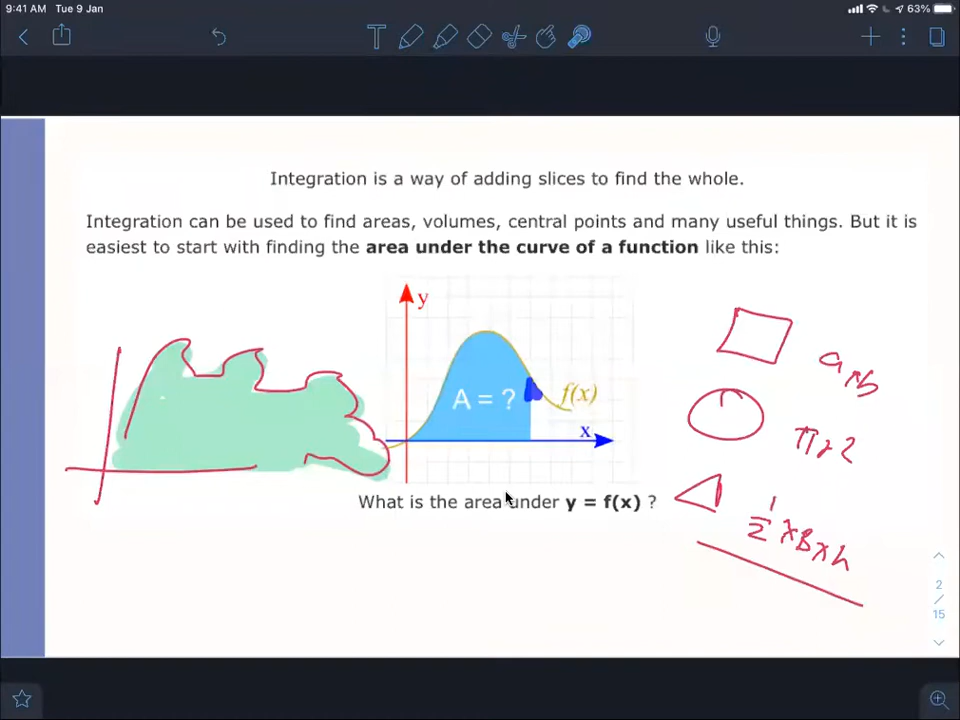 9:41 AM Tue 9 Jan
63%
Integration is a way of adding slices to find the whole.
Integration can be used to find areas, volumes, central points and many useful things. But it is
easiest to start with finding the area under the curve of a function like this:
y
A = ?
f(x)
x
What is the area under y = f(x) ?
a×b
πr2
1/2 ×B×h
2
/
15